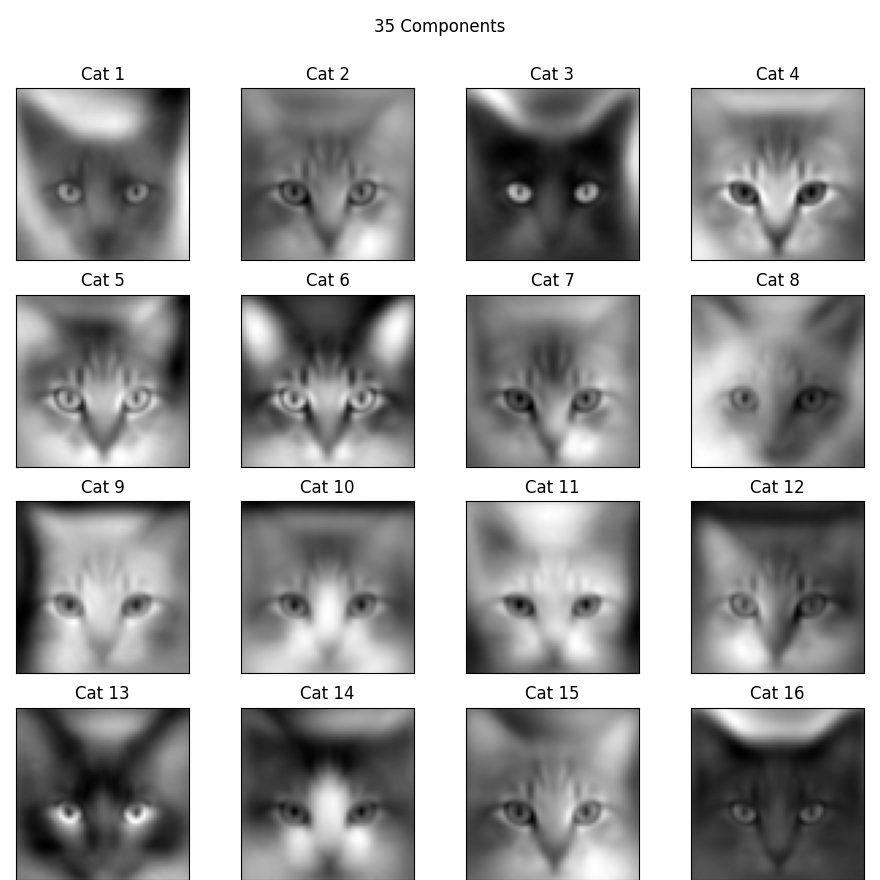 35 Components
Cat 1
Cat 2
Cat 3
Cat 4
Cat 5
Cat 6
Cat 7
Cat 8
Cat 9
Cat 10
Cat 11
Cat 12
Cat 13
Cat 14
Cat 15
Cat 16